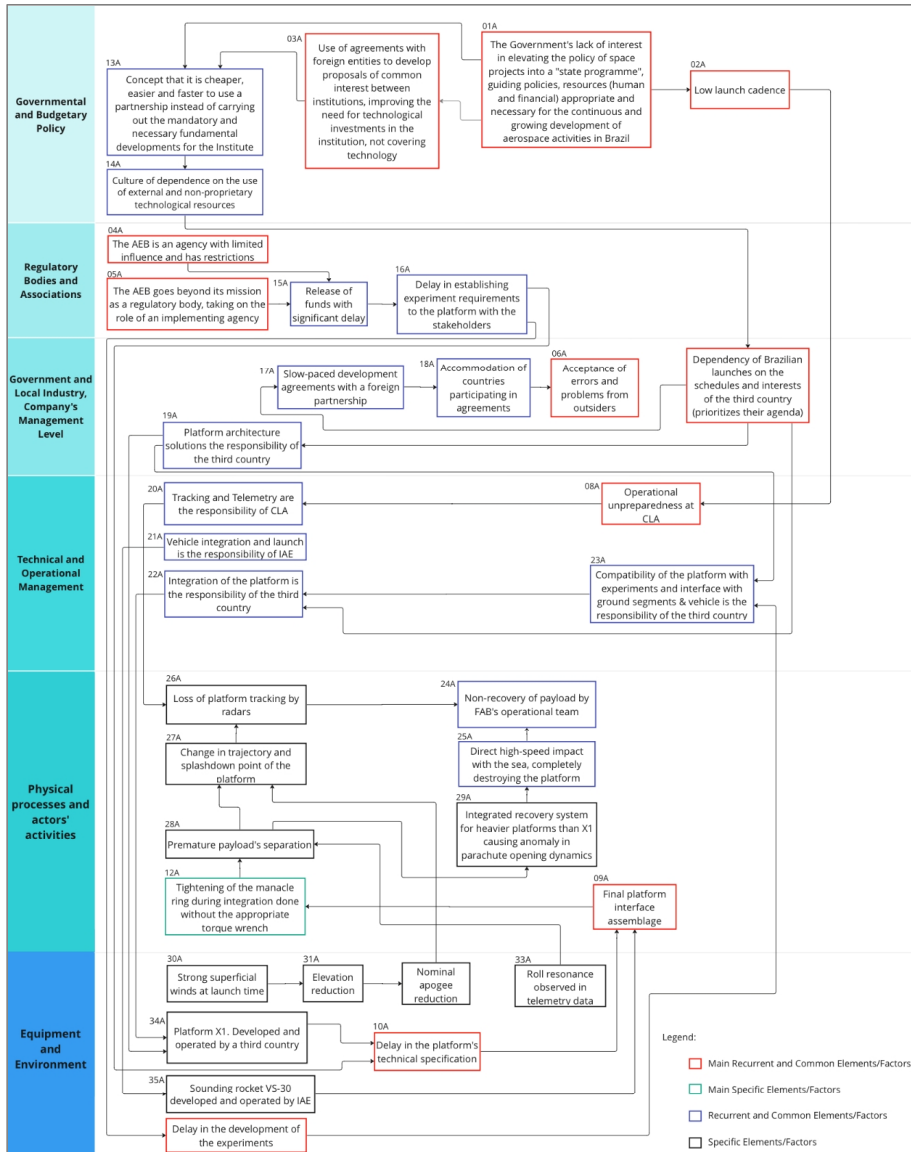 Governmental
and Budgetary
Policy
01A
The Government's lack of interest
in elevating the policy of space
projects into a "state programme",
guiding policies, resources (human
and financial) appropriate and
necessary for the continuous and
growing development of
aerospace activities in Brazil
02A
Low launch cadence
03A
Use of agreements with
foreign entities to develop
proposals of common
interest between
institutions, improving the
need for technological
investments in the
institution, not covering
technology
13A
Concept that it is cheaper,
easier and faster to use a
partnership instead of carrying
out the mandatory and
necessary fundamental
developments for the Institute
14A
Culture of dependence on the use
of external and non-proprietary
technological resources
Regulatory
Bodies and
Associations
04A
The AEB is an agency with limited
influence and has restrictions
05A
The AEB goes beyond its mission
as a regulatory body, taking on the
role of an implementing agency
15A
Release of
funds with
significant delay
16A
Delay in establishing
experiment requirements
to the platform with the
stakeholders
Government and
Local Industry,
Company's
Management
Level
17A
Slow-paced development
agreements with a foreign
partnership
18A
Accommodation of
countries
participating in
agreements
06A
Acceptance of
errors and
problems from
outsiders
Dependency of Brazilian
launches on the
schedules and interests
of the third country
(prioritizes their agenda)
19A
Platform architecture
solutions the responsibility of
the third country
Technical and
Operational
Management
20A
Tracking and Telemetry are
the responsibility of CLA
08A
Operational
unpreparedness at
CLA
21A
Vehicle integration and launch
is the responsibility of IAE
22A
Integration of the platform is
the responsibility of the third
country
23A
Compatibility of the platform with
experiments and interface with
ground segments & vehicle is the
responsibility of the third country
Physical
processes and
actors'
activities
26A
Loss of platform tracking by
radars
24A
Non-recovery of payload by
FAB's operational team
27A
Change in trajectory and
splashdown point of the
platform
25A
Direct high-speed impact
with the sea, completely
destroying the platform
28A
Premature payload's separation
29A
Integrated recovery system
for heavier platforms than X1
causing anomaly in
parachute opening dynamics
12A
Tightening of the manacle
ring during integration done
without the appropriate
torque wrench
09A
Final platform
interface
assemblage
Equipment
and
Environment
30A
Strong superficial
winds at launch time
31A
Elevation
reduction
Nominal
apogee
reduction
33A
Roll resonance
observed in
telemetry data
34A
Platform X1. Developed and
operated by a third country
10A
Delay in the platform's
technical specification
35A
Sounding rocket VS-30
developed and operated by IAE
Delay in the development of
the experiments
Legend:
Main Recurrent and Common Elements/Factors
Main Specific Elements/Factors
Recurrent and Common Elements/Factors
Specific Elements/Factors